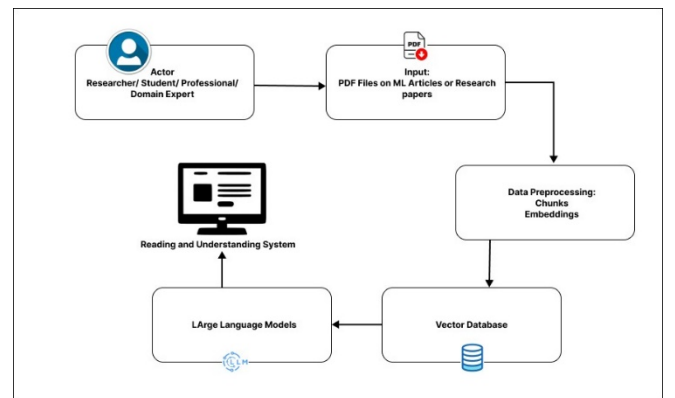 Actor
Researcher/ Student/ Professional/
Domain Expert
PDF
Input:
PDF Files on ML Articles or Research
papers
Data Preprocessing:
Chunks
Embeddings
Reading and Understanding System
LArge Language Models
LLM
Vector Database